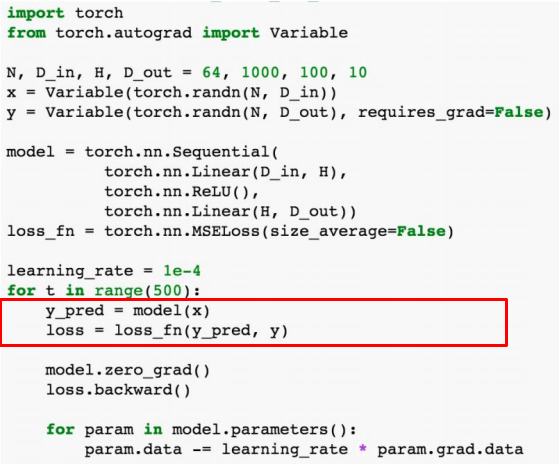 import torch
from torch.autograd import Variable
N, D_in, H, D_out = 64, 1000, 100, 10
x = Variable(torch.randn(N, D_in))
y = Variable(torch.randn(N, D_out), requires_grad=False)
model = torch.nn.Sequential(
torch.nn.Linear(D_in, H),
torch.nn.ReLU(),
torch.nn.Linear(H, D_out))
loss_fn = torch.nn.MSELoss(size_average=False)
learning_rate = 1e-4
for t in range(500):
y_pred = model(x)
loss = loss_fn(y_pred, y)
model.zero_grad()
loss.backward()
for param in model.parameters():
param.data -= learning_rate * param.grad.data